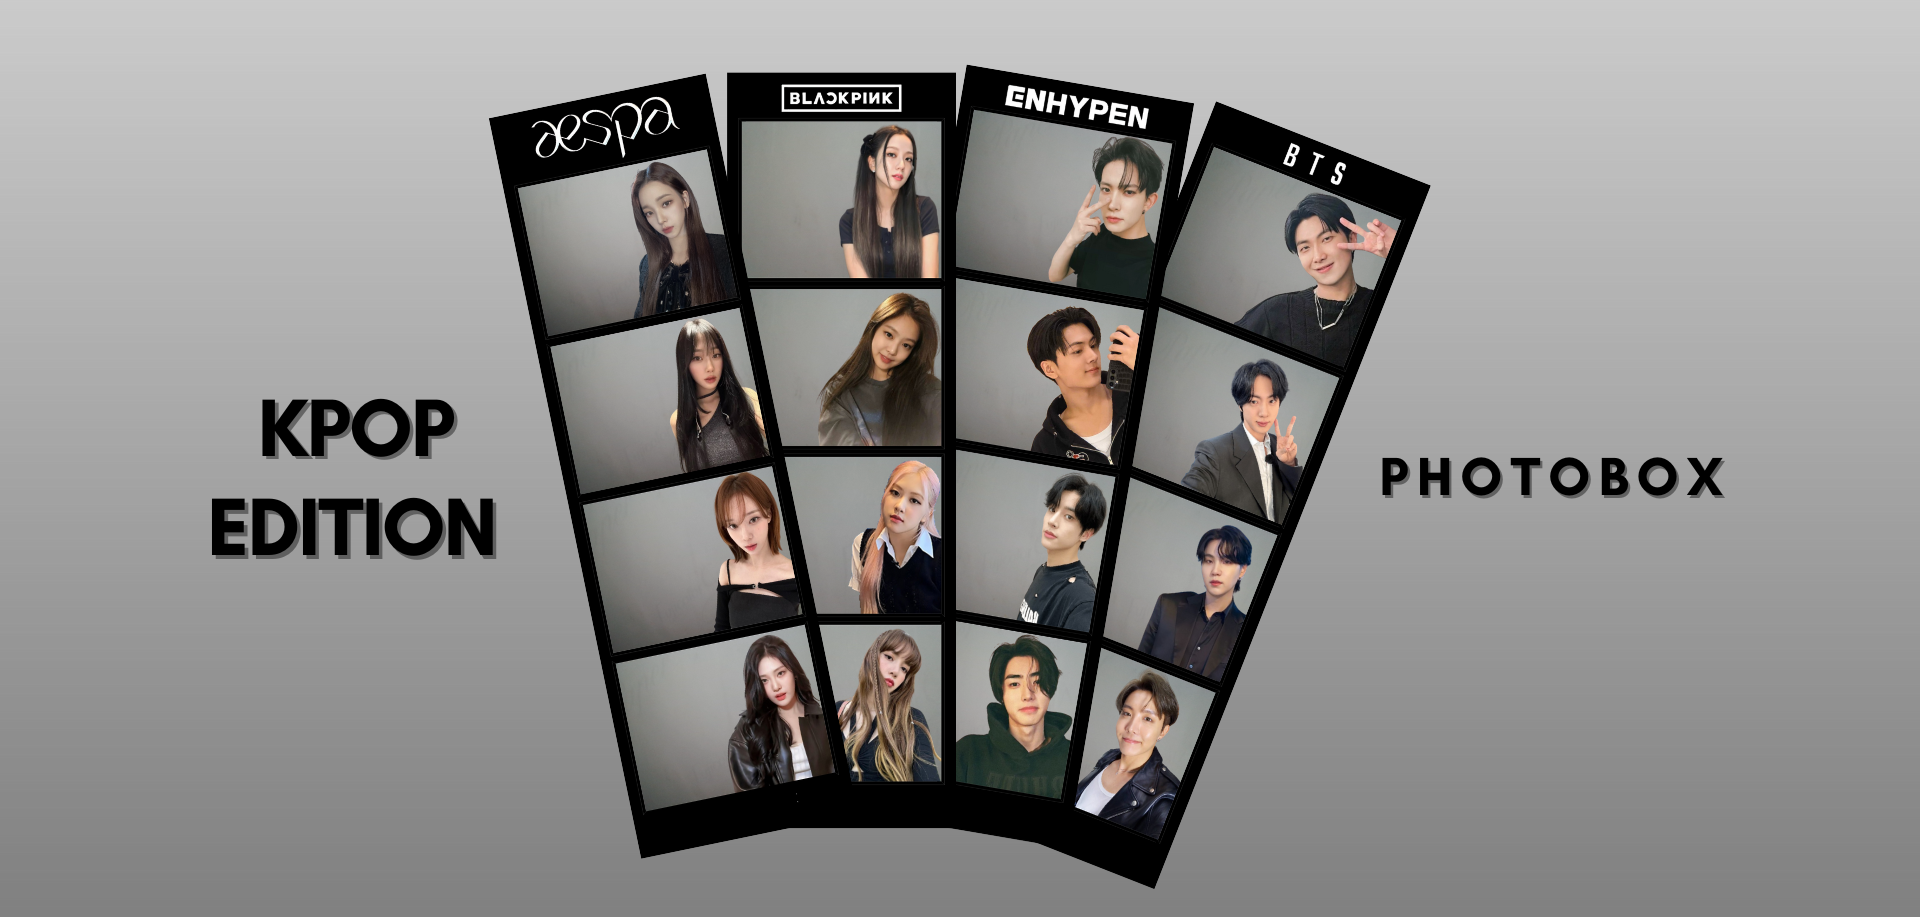 aespa
BLACKPINK
ENHYPEN
BTS
KPOP
EDITION
PHOTOBOX